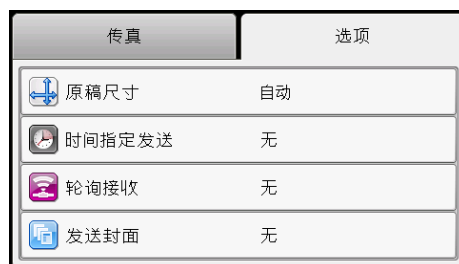 传真 选项
原稿尺寸 自动
时间指定发送 无
轮询接收 无
发送封面 无